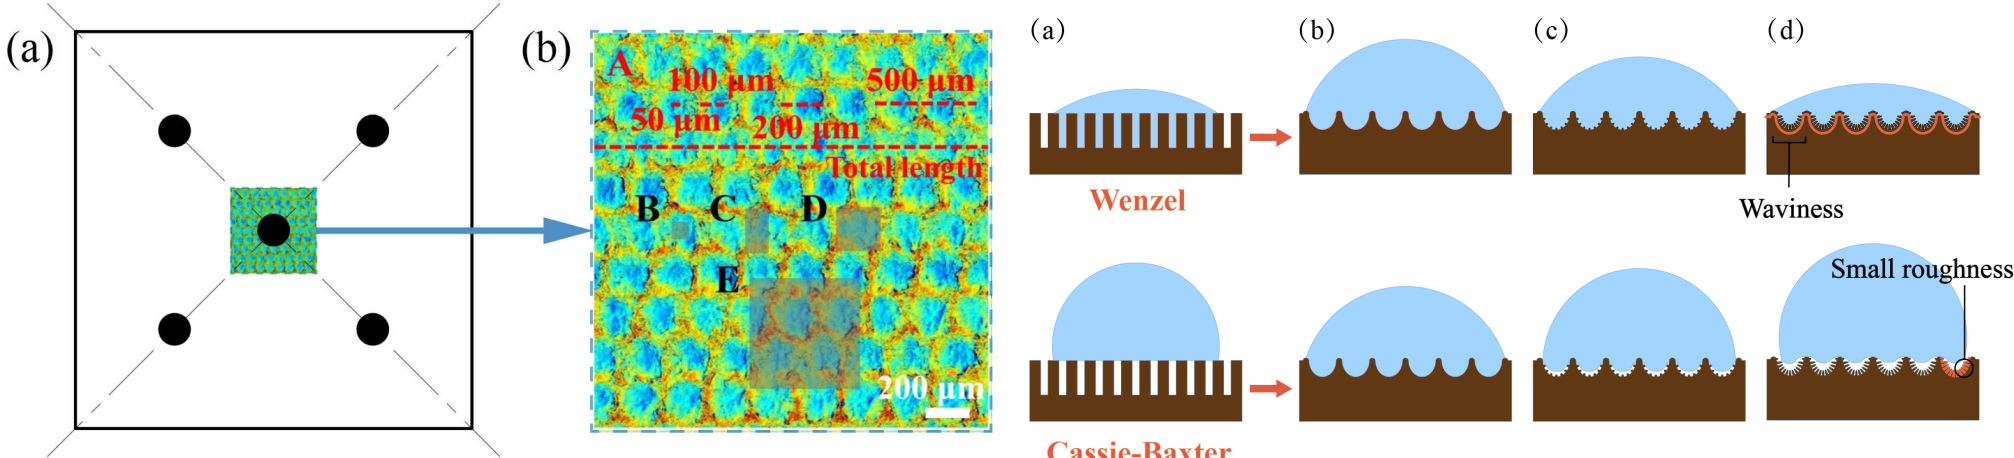 (a)
(b)
A
100 μm
500 μm
50 μm
200 μm
Total length
B
C
D
E
200 μm
(a)
(b)
(c)
(d)
Wenzel
Waviness
Small roughness
Cassie-Baxter